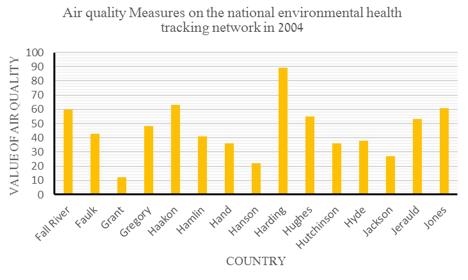 Air quality Measures on the national environmental health
tracking network in 2004
VALUE OF AIR QUALITY
100
90
80
70
60
50
40
30
20
10
0
Fall River
Faulk
Grant
Gregory
Haakon
Hamlin
Hand
Hanson
Harding
Hughes
Hutchinson
Hyde
Jackson
Jerauld
Jones
COUNTRY